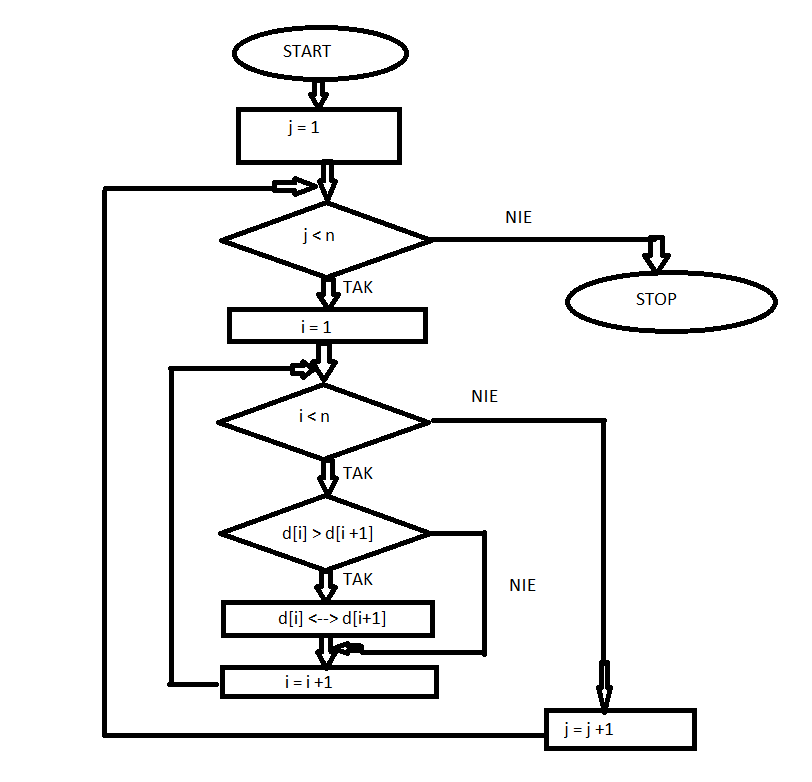 START
j = 1
j < n
NIE
TAK
STOP
i = 1
i < n
NIE
TAK
d[i] > d[i +1]
TAK
NIE
d[i] <--> d[i+1]
i = i +1
j = j +1